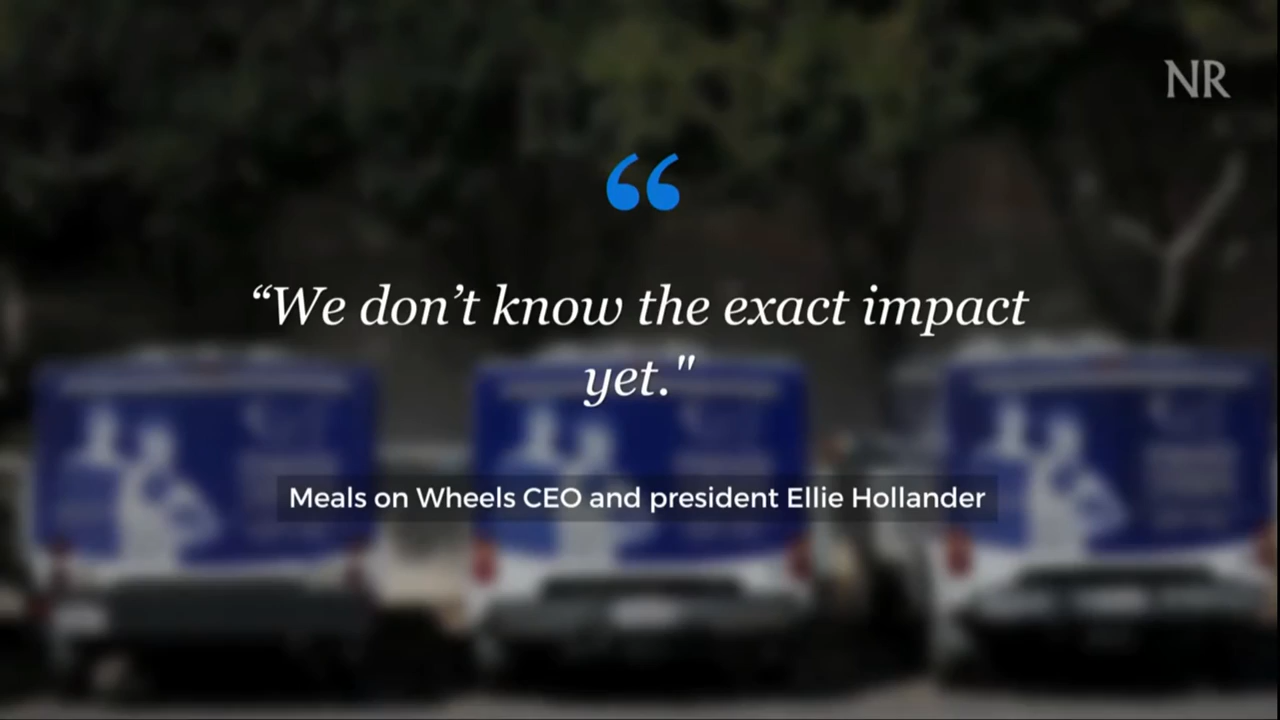 NR
“
“We don’t know the exact impact
yet."
Meals on Wheels CEO and president Ellie Hollander